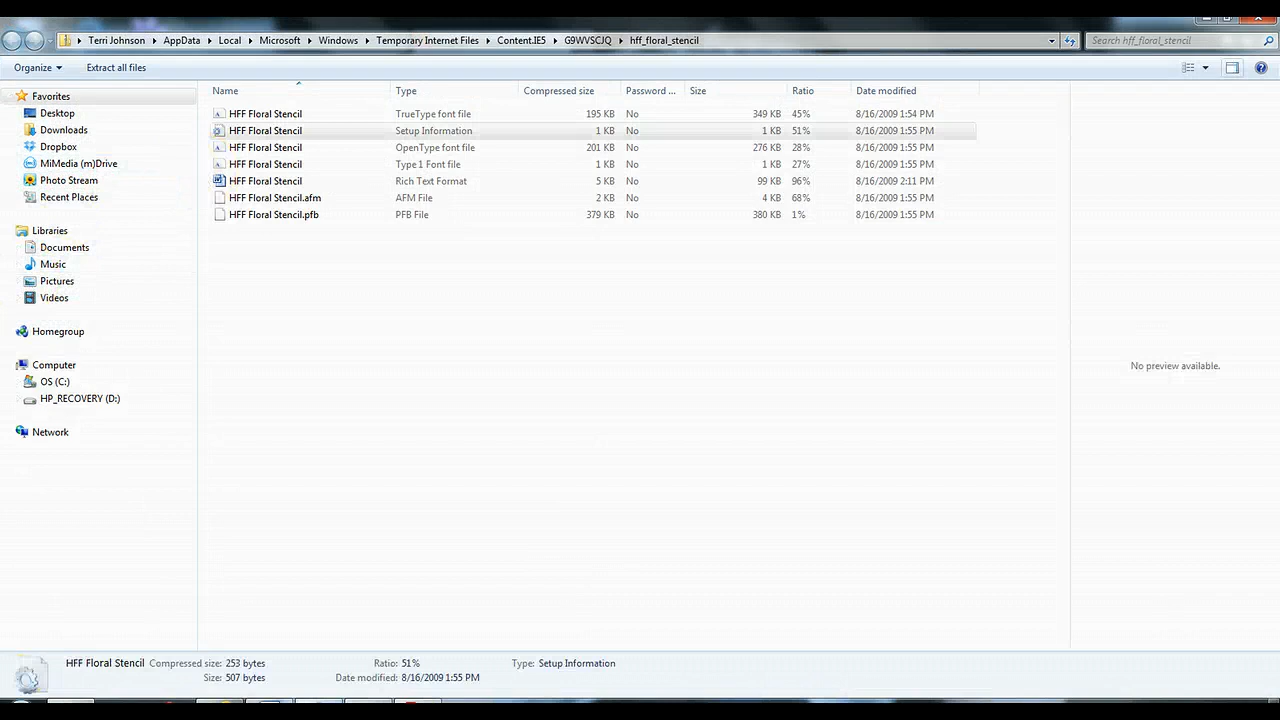 Terri Johnson AppData Local Microsoft Windows Temporary Internet Files Content.IE5 G9WVSCJQ hff_floral_stencil Search hff_floral_stencil
Organize Extract all files
Favorites
Desktop
Downloads
Dropbox
MiMedia (m)Drive
Photo Stream
Recent Places
Libraries
Documents
Music
Pictures
Videos
Homegroup
Computer
OS (C:)
HP_RECOVERY (D:)
Network
Name Type Compressed size Password ... Size Ratio Date modified
HFF Floral Stencil TrueType font file 195 KB No 349 KB 45% 8/16/2009 1:54 PM
HFF Floral Stencil Setup Information 1 KB No 1 KB 51% 8/16/2009 1:55 PM
HFF Floral Stencil OpenType font file 201 KB No 276 KB 28% 8/16/2009 1:55 PM
HFF Floral Stencil Type 1 Font file 1 KB No 1 KB 27% 8/16/2009 1:55 PM
HFF Floral Stencil Rich Text Format 5 KB No 99 KB 96% 8/16/2009 2:11 PM
HFF Floral Stencil.afm AFM File 2 KB No 4 KB 68% 8/16/2009 1:55 PM
HFF Floral Stencil.pfb PFB File 379 KB No 380 KB 1% 8/16/2009 1:55 PM
No preview available.
HFF Floral Stencil Compressed size: 253 bytes Ratio: 51% Type: Setup Information
Size: 507 bytes Date modified: 8/16/2009 1:55 PM